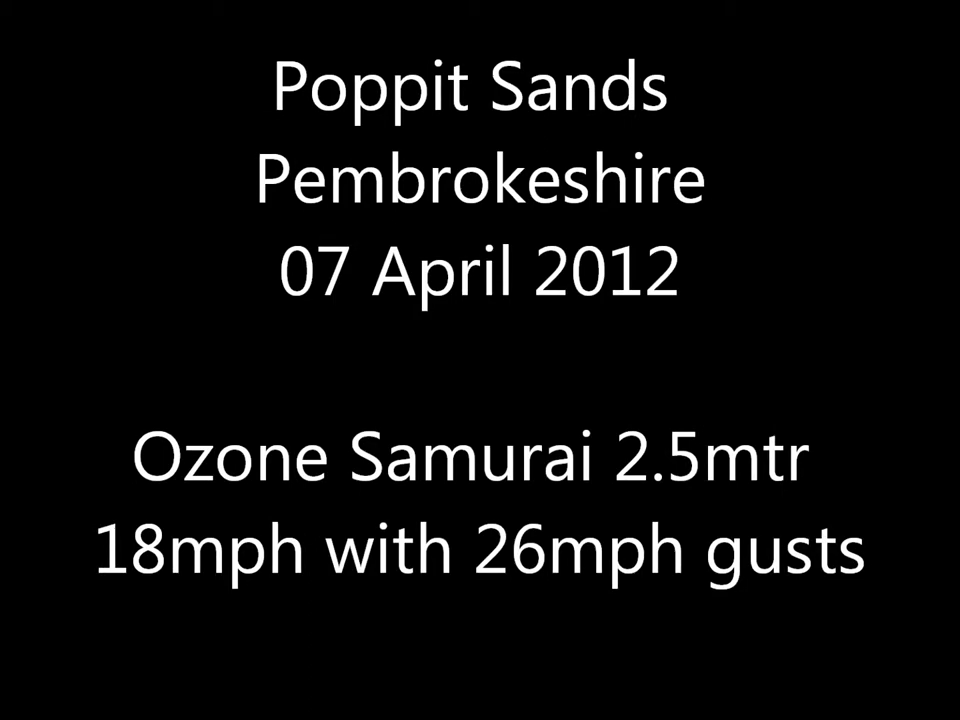 Poppit Sands
Pembrokeshire
07 April 2012
Ozone Samurai 2.5mtr
18mph with 26mph gusts